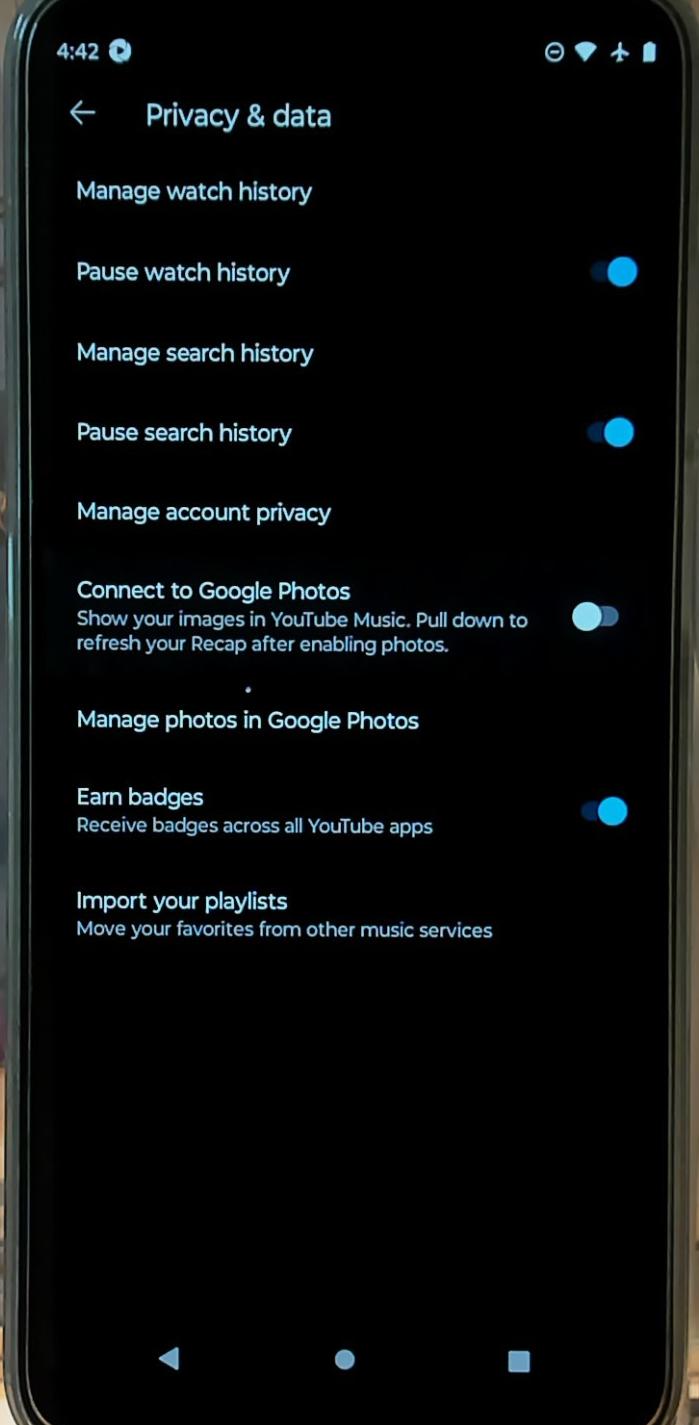 4:42
Privacy & data
Manage watch history
Pause watch history
Manage search history
Pause search history
Manage account privacy
Connect to Google Photos
Show your images in YouTube Music. Pull down to
refresh your Recap after enabling photos.
Manage photos in Google Photos
Earn badges
Receive badges across all YouTube apps
Import your playlists
Move your favorites from other music services